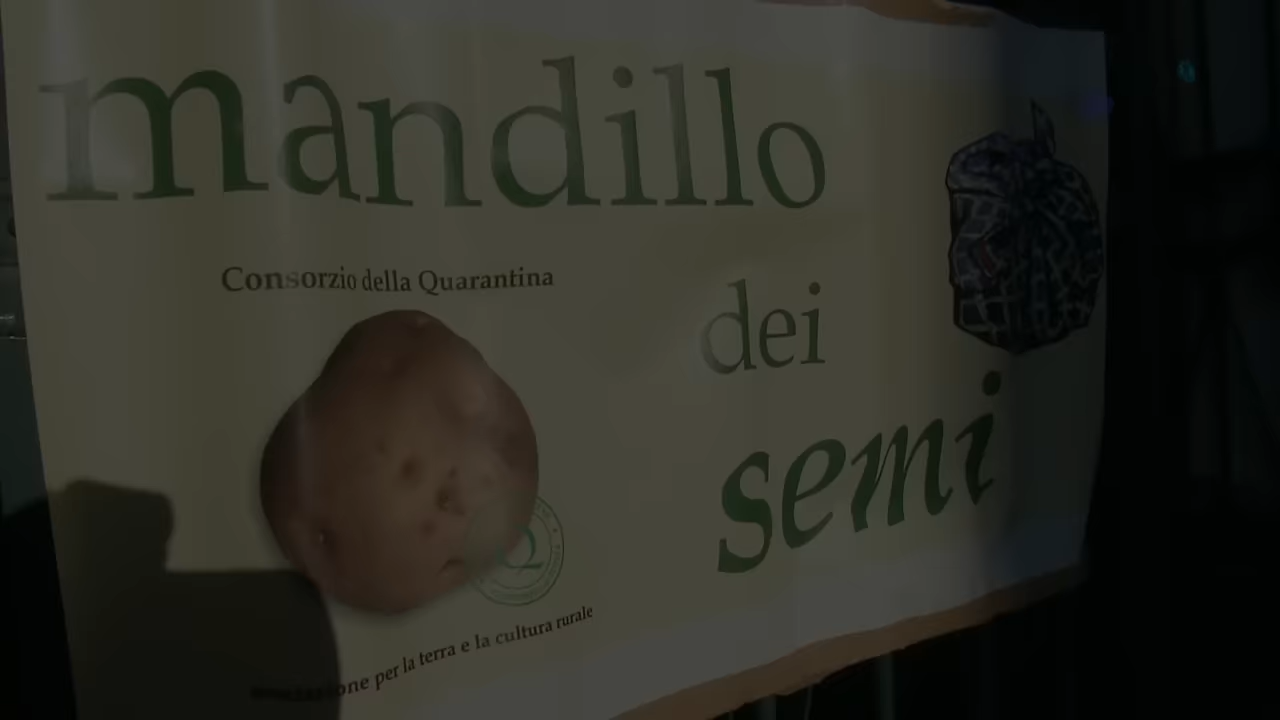 mandillo
Consorzio della Quarantina
dei
semi
per la terra e la cultura rurale